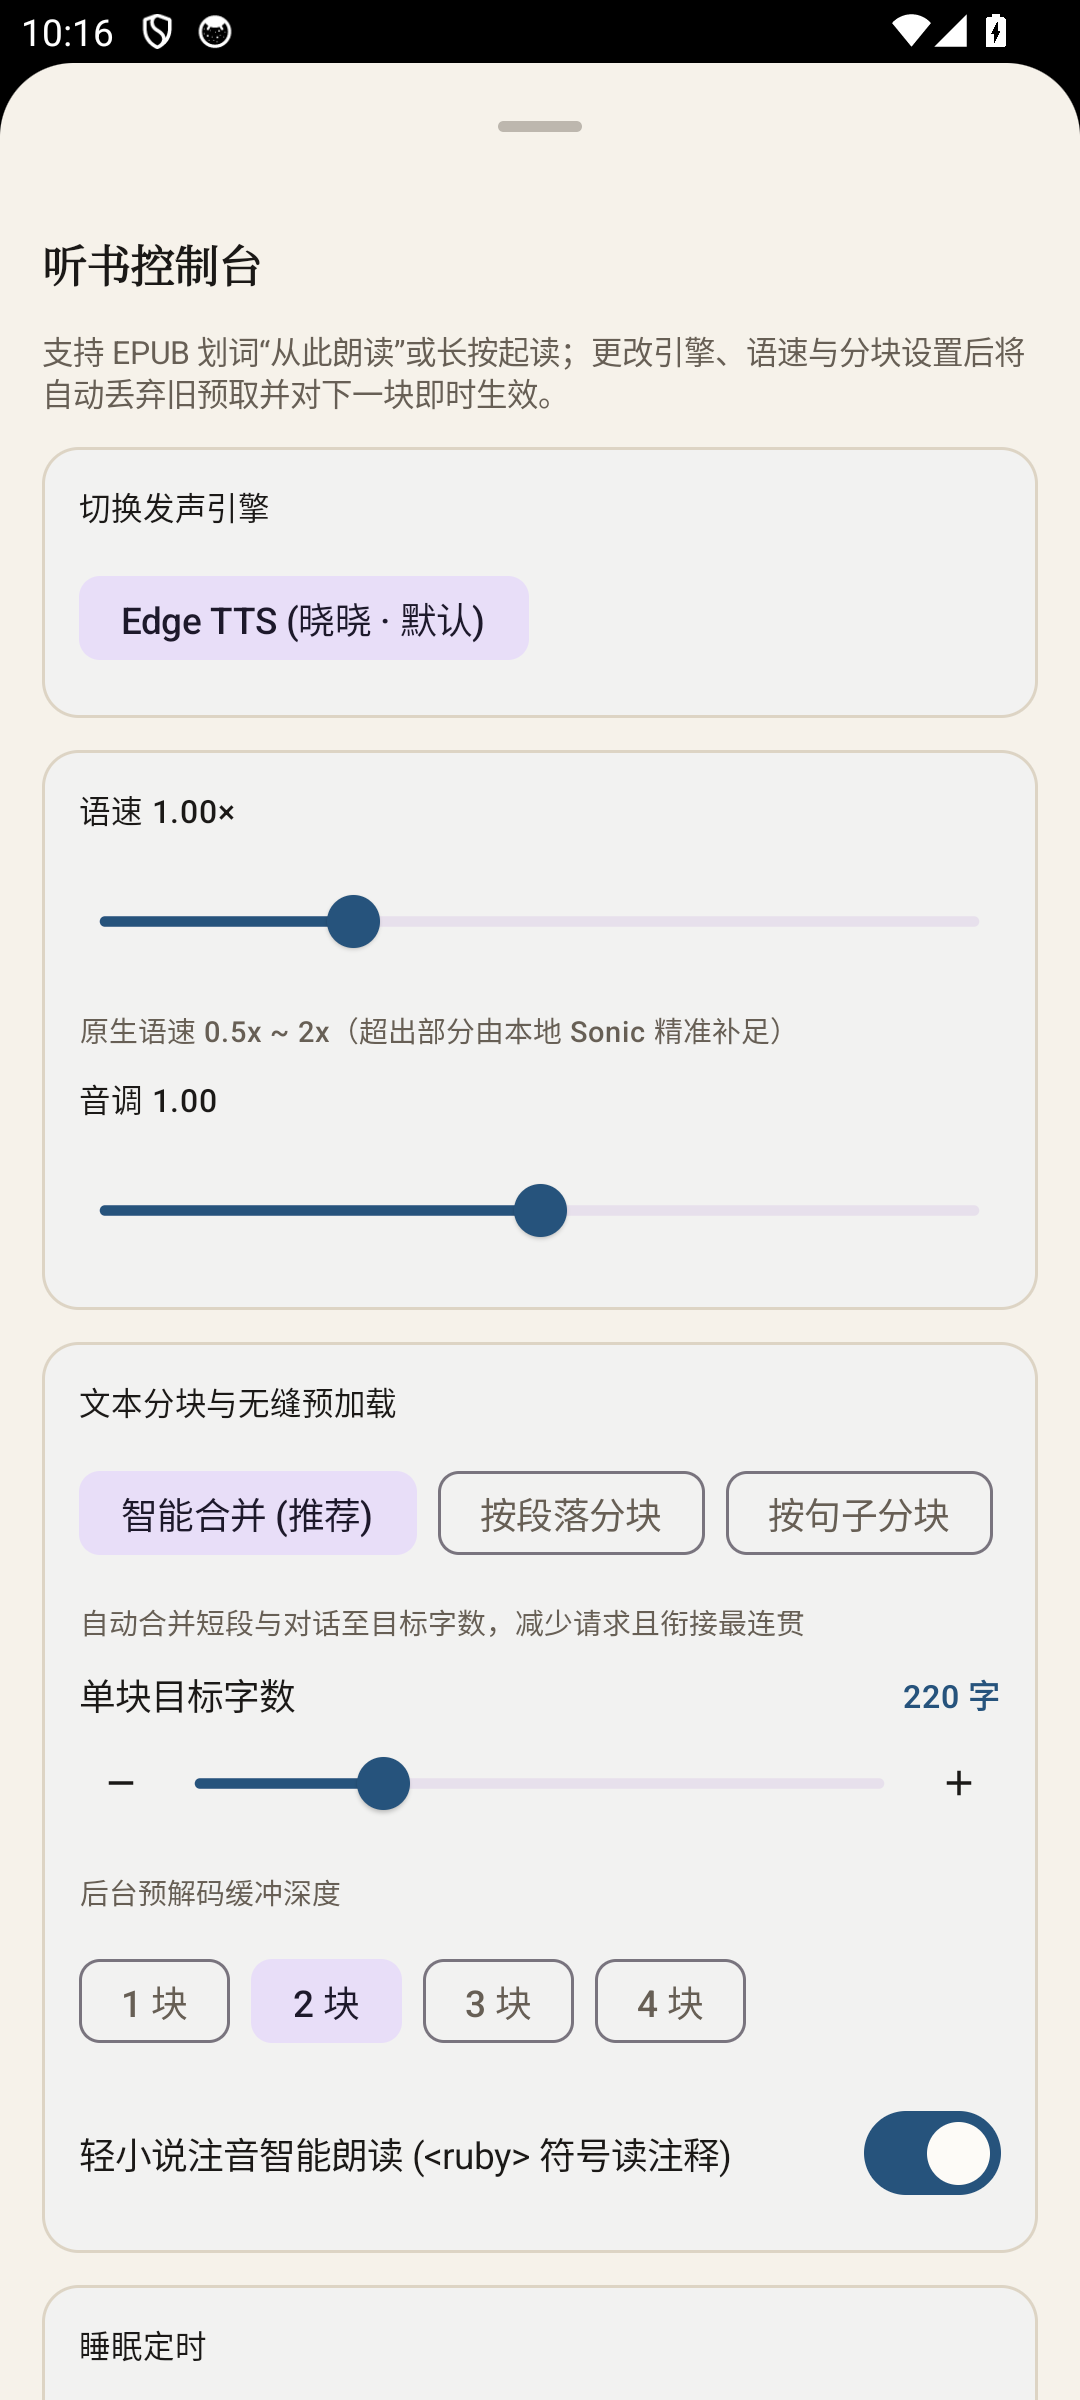 10:16
听书控制台
支持 EPUB 划词“从此朗读”或长按起读；更改引擎、语速与分块设置后将
自动丢弃旧预取并对下一块即时生效。
切换发声引擎
Edge TTS (晓晓 · 默认)
语速 1.00×
原生语速 0.5x ~ 2x（超出部分由本地 Sonic 精准补足）
音调 1.00
文本分块与无缝预加载
智能合并 (推荐) 按段落分块 按句子分块
自动合并短段与对话至目标字数，减少请求且衔接最连贯
单块目标字数 220 字
− +
后台预解码缓冲深度
1 块 2 块 3 块 4 块
轻小说注音智能朗读 (<ruby> 符号读注释)
睡眠定时